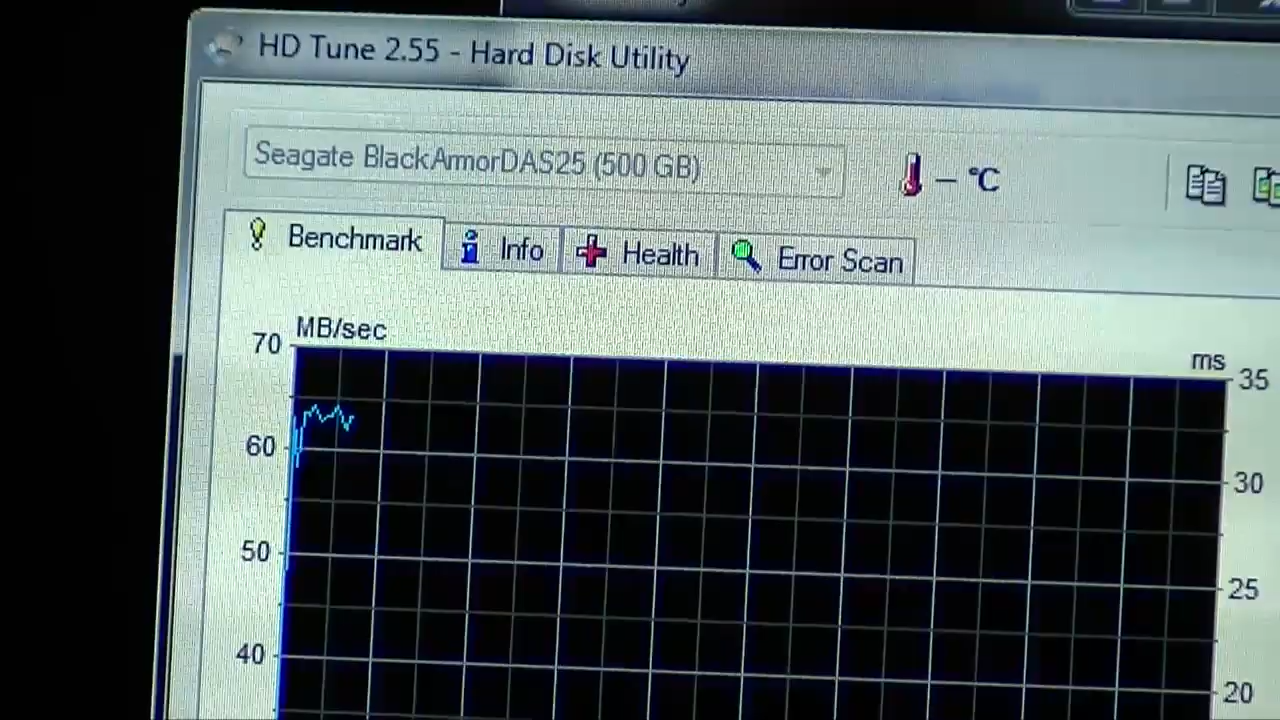 HD Tune 2.55 - Hard Disk Utility
Seagate BlackArmorDAS25 (500 GB)
– °C
Benchmark
Info
Health
Error Scan
MB/sec
ms
70
60
50
40
35
30
25
20